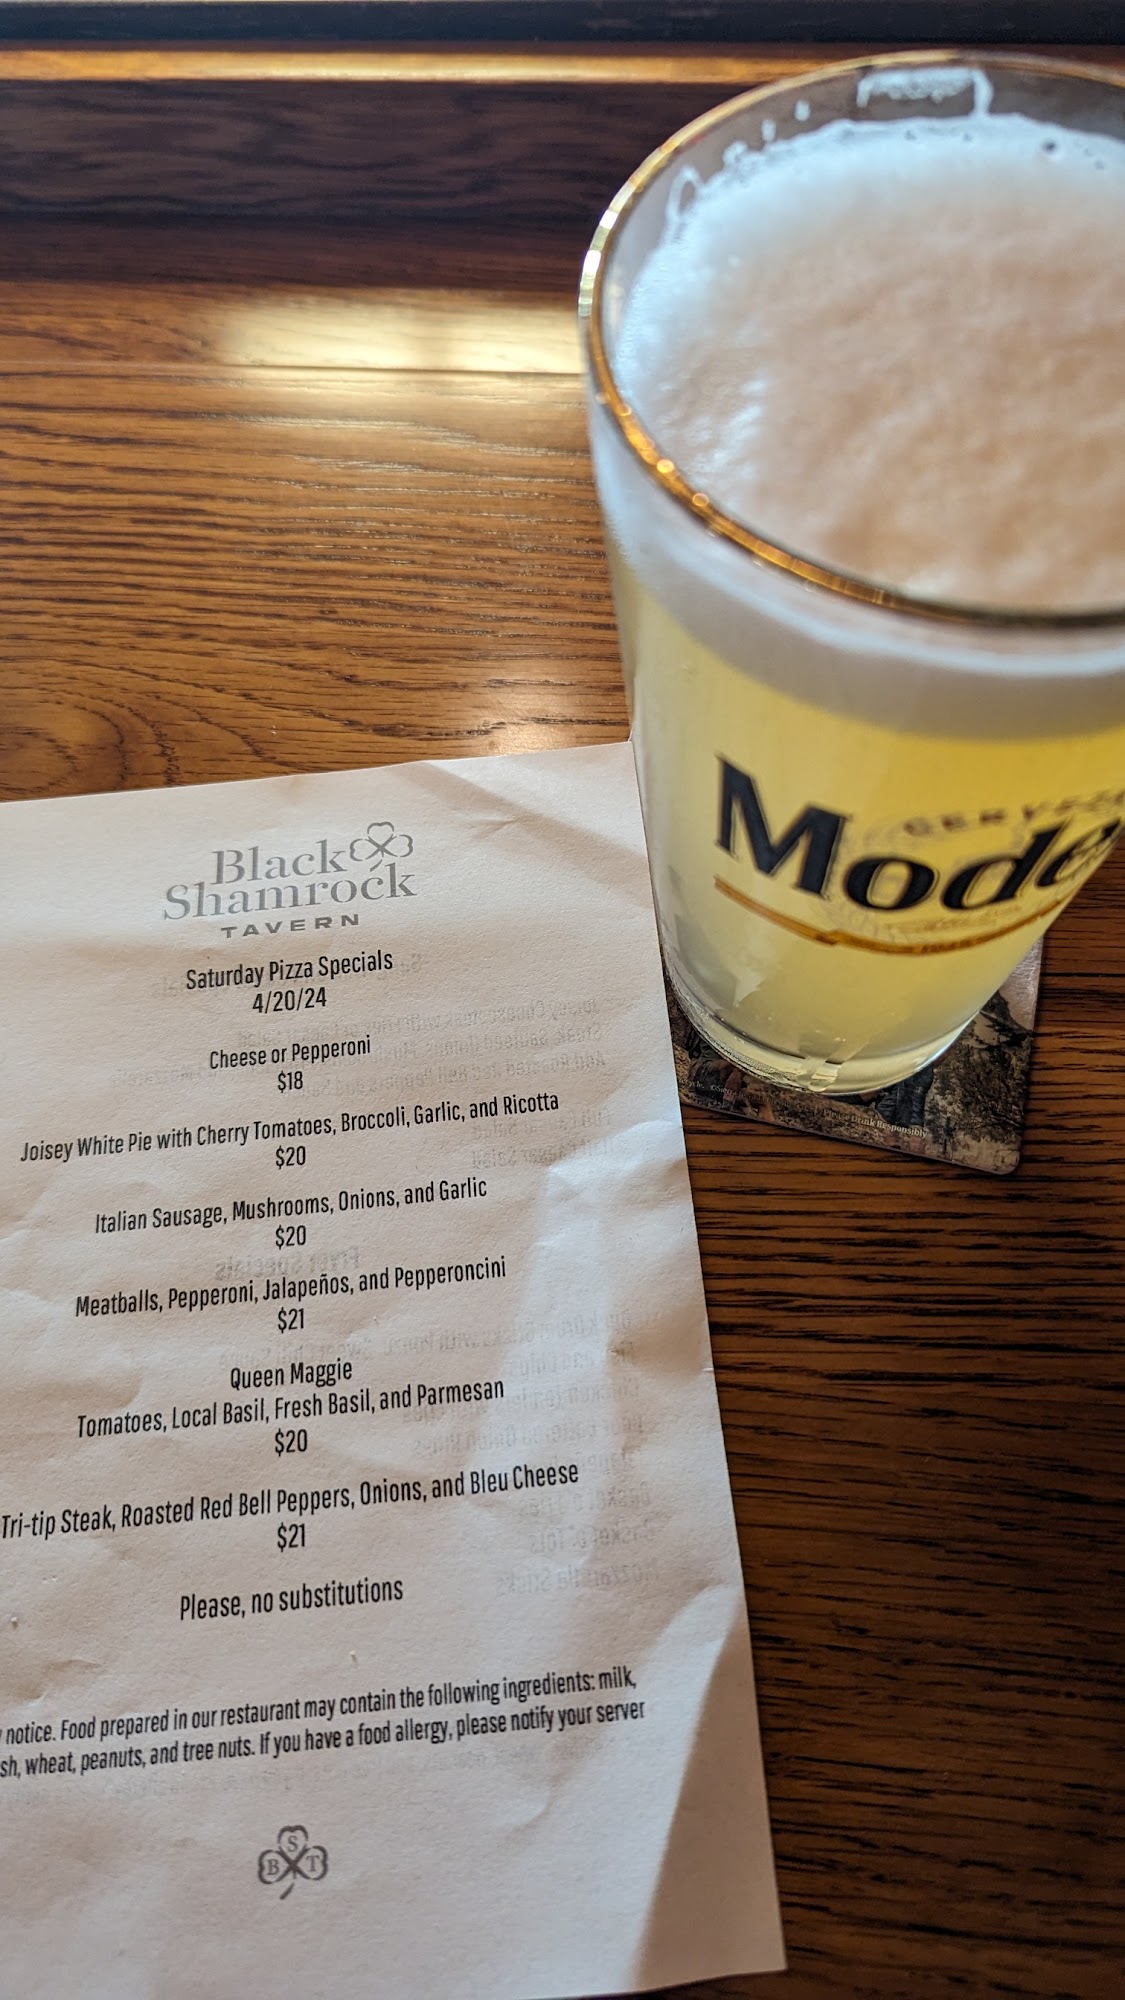 CERVEZA
Mode
Black
Shamrock
TAVERN
Saturday Pizza Specials
4/20/24
Cheese or Pepperoni
$18
Joisey White Pie with Cherry Tomatoes, Broccoli, Garlic, and Ricotta
$20
Italian Sausage, Mushrooms, Onions, and Garlic
$20
Meatballs, Pepperoni, Jalapeños, and Pepperoncini
$21
Queen Maggie
Tomatoes, Local Basil, Fresh Basil, and Parmesan
$20
Tri-tip Steak, Roasted Red Bell Peppers, Onions, and Bleu Cheese
$21
Please, no substitutions
notice. Food prepared in our restaurant may contain the following ingredients: milk,
sh, wheat, peanuts, and tree nuts. If you have a food allergy, please notify your server
B S T
Please Drink Responsibly